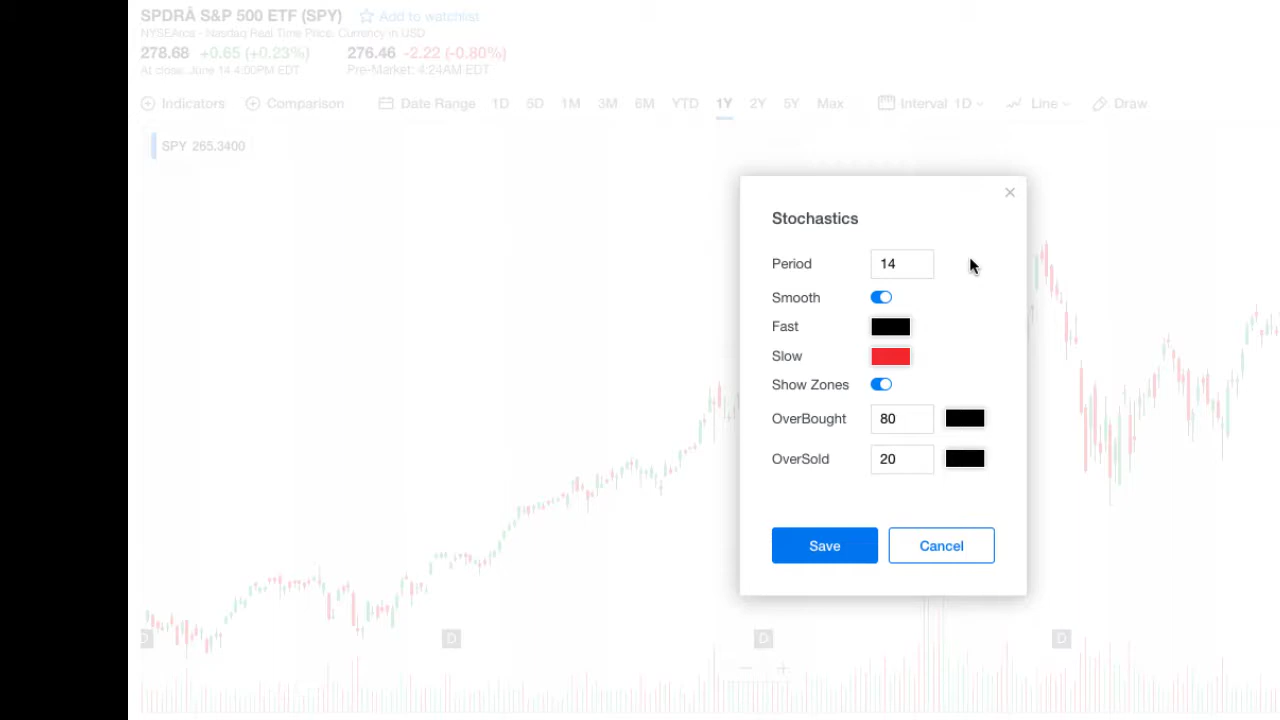 SPDRÂ S&P 500 ETF (SPY) Add to watchlist
NYSEArca - Nasdaq Real Time Price. Currency in USD
278.68 +0.65 (+0.23%) 276.46 -2.22 (-0.80%)
At close: June 14 4:00PM EDT Pre-Market: 4:24AM EDT
Indicators Comparison Date Range 1D 5D 1M 3M 6M YTD 1Y 2Y 5Y Max Interval 1D Line Draw
SPY 265.3400
Stochastics
Period 14
Smooth
Fast
Slow
Show Zones
OverBought 80
OverSold 20
Save Cancel
D D D D